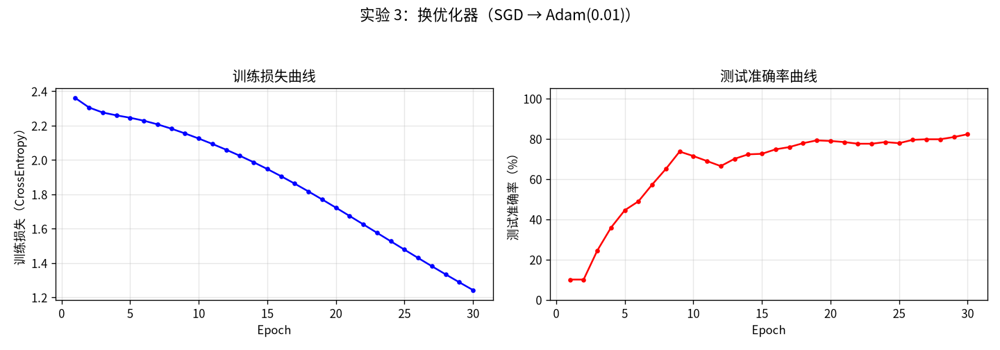 实验 3：换优化器（SGD → Adam(0.01)）
训练损失曲线
训练损失（CrossEntropy）
2.4
2.2
2.0
1.8
1.6
1.4
1.2
0 5 10 15 20 25 30
Epoch
测试准确率曲线
测试准确率（%）
100
80
60
40
20
0
0 5 10 15 20 25 30
Epoch